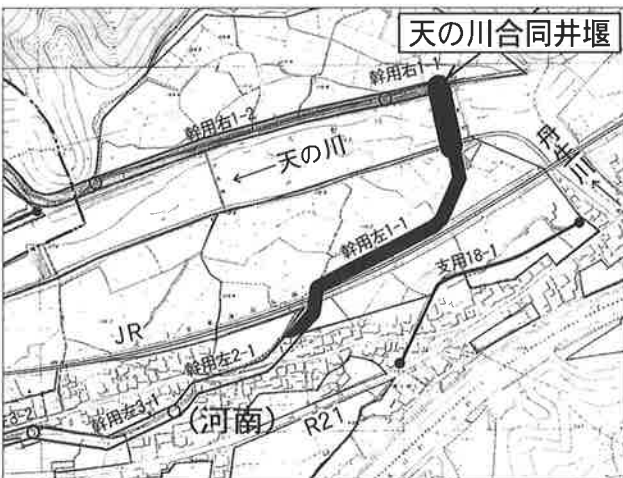 天の川合同井堰
幹用右1-1
幹用右1-2
天の川
丹生川
幹用左1-1
支用18-1
JR
幹用左2-1
幹用左3-1
(河南)
R21